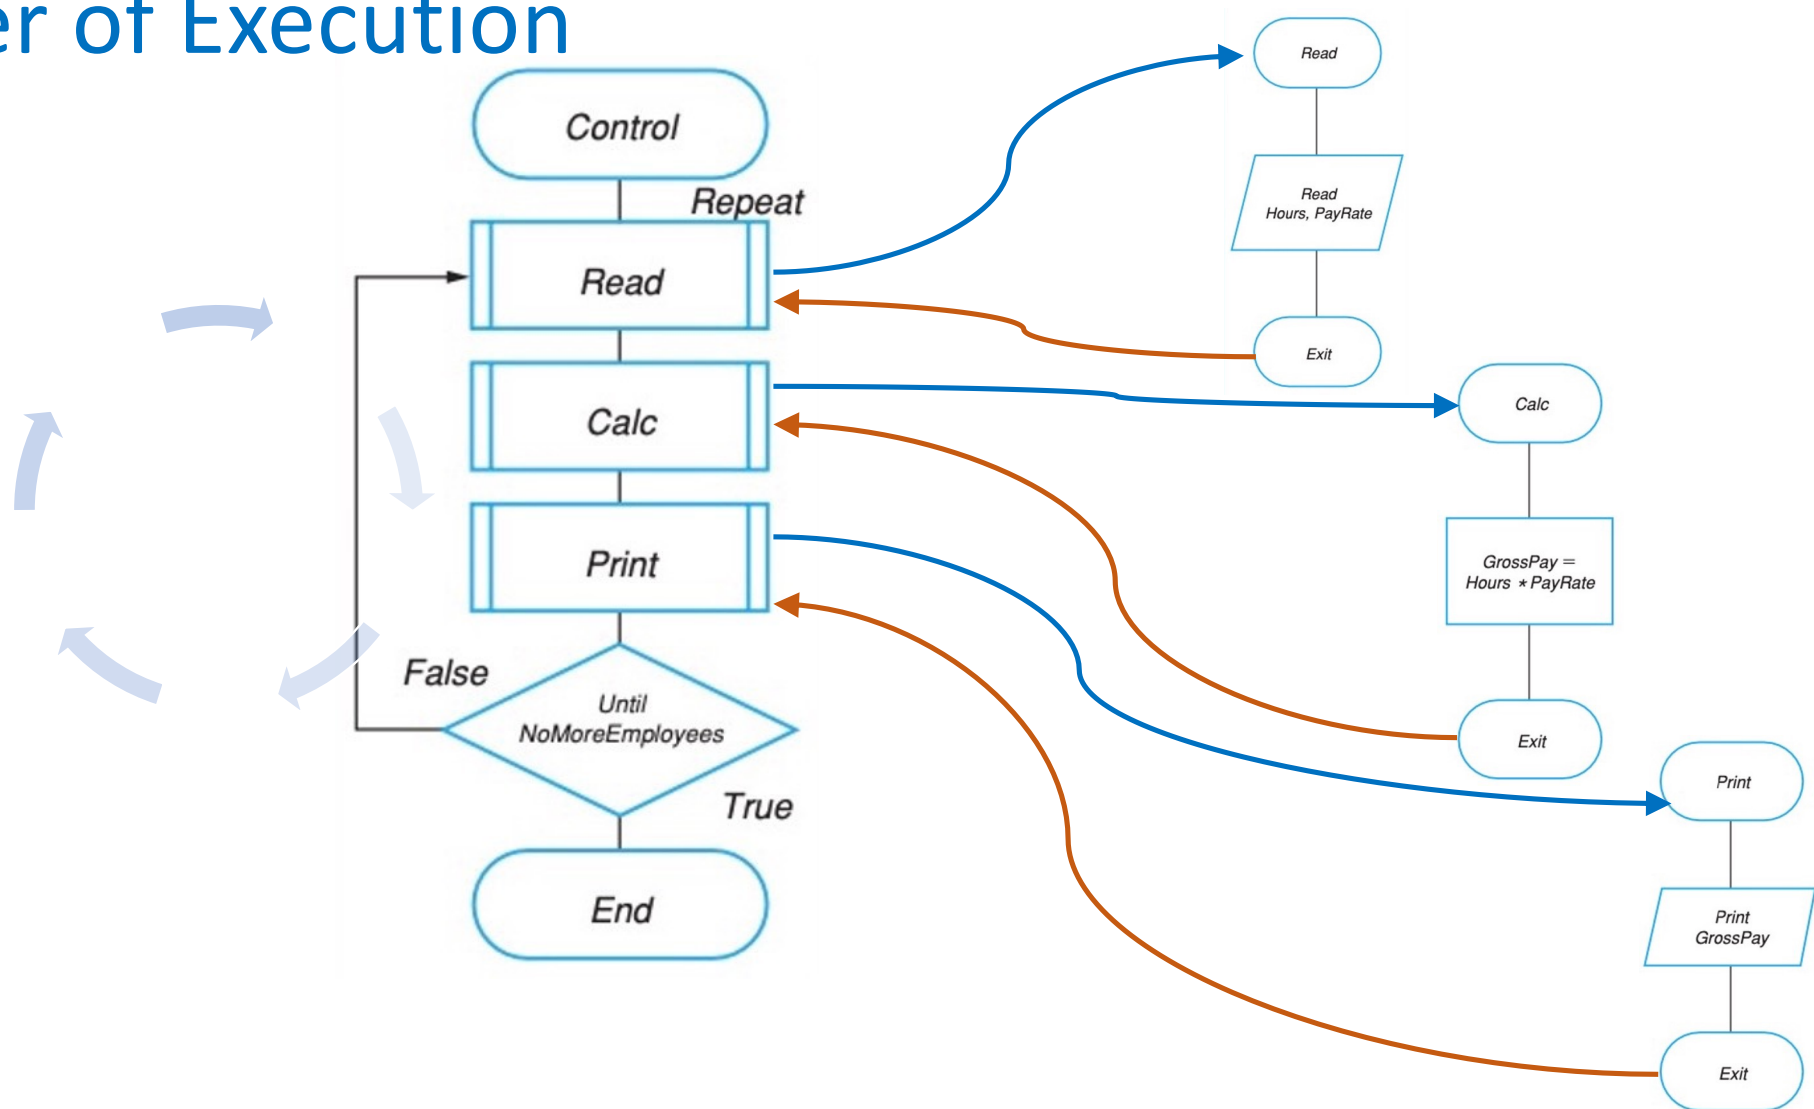 er of Execution
Control
Repeat
Read
Calc
Print
False
Until
NoMoreEmployees
True
End
Read
Read
Hours, PayRate
Exit
Calc
GrossPay =
Hours * PayRate
Exit
Print
Print
GrossPay
Exit